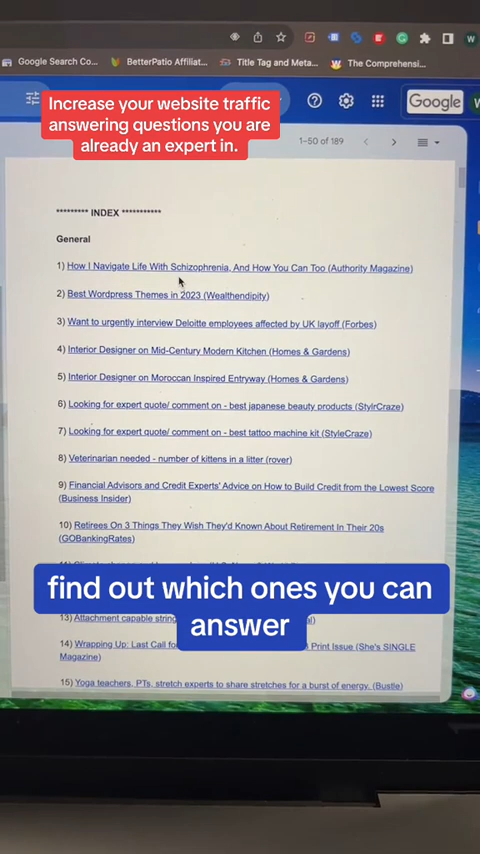 W
Google Search Co...
BetterPatio Affiliat...
Title Tag and Meta...
The Comprehensi...
Increase your website traffic
answering questions you are
already an expert in.
Google
1–50 of 189
********* INDEX ***********
General
1) How I Navigate Life With Schizophrenia, And How You Can Too (Authority Magazine)
2) Best Wordpress Themes in 2023 (Wealthendipity)
3) Want to urgently interview Deloitte employees affected by UK layoff (Forbes)
4) Interior Designer on Mid-Century Modern Kitchen (Homes & Gardens)
5) Interior Designer on Moroccan Inspired Entryway (Homes & Gardens)
6) Looking for expert quote/ comment on - best japanese beauty products (StylrCraze)
7) Looking for expert quote/ comment on - best tattoo machine kit (StyleCraze)
8) Veterinarian needed - number of kittens in a litter (rover)
9) Financial Advisors and Credit Experts' Advice on How to Build Credit from the Lowest Score
(Business Insider)
10) Retirees On 3 Things They Wish They'd Known About Retirement In Their 20s
(GOBankingRates)
find out which ones you can
answer
13) Attachment capable string
14) Wrapping Up: Last Call fo Print Issue (She's SINGLE
Magazine)
15) Yoga teachers, PTs, stretch experts to share stretches for a burst of energy. (Bustle)